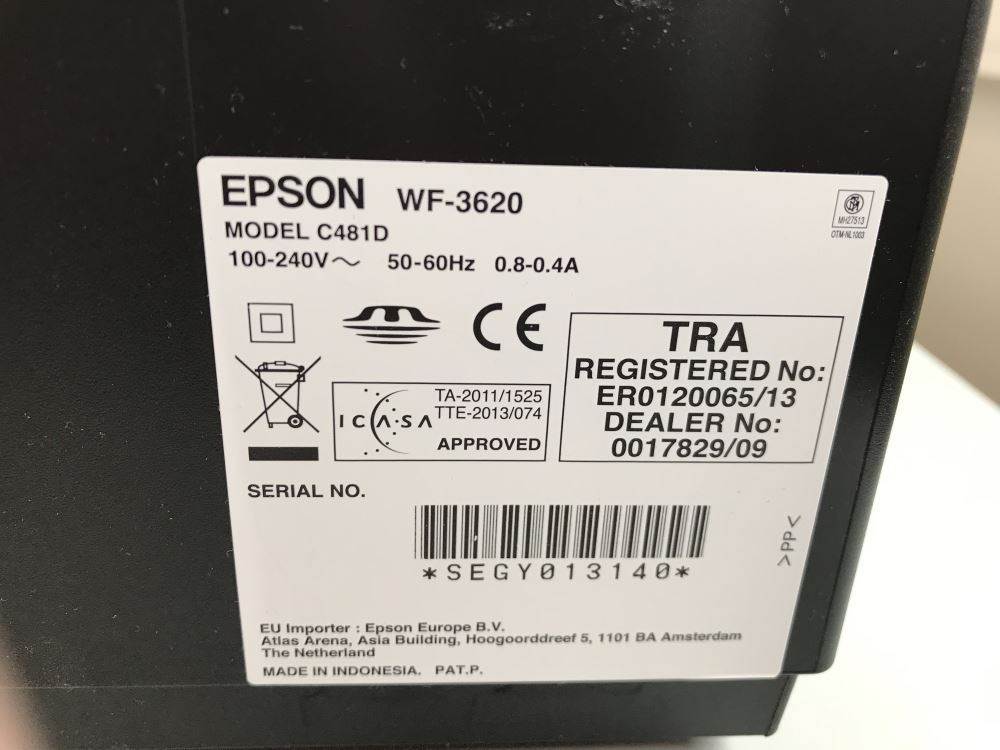 EPSON WF-3620
MODEL C481D
100-240V～ 50-60Hz 0.8-0.4A
MH27513
OTM-NL1003
CE
TRA
REGISTERED No:
ER0120065/13
DEALER No:
0017829/09
ICASA
TA-2011/1525
TTE-2013/074
APPROVED
SERIAL NO.
*SEGY013140*
>PP<
EU Importer : Epson Europe B.V.
Atlas Arena, Asia Building, Hoogoorddreef 5, 1101 BA Amsterdam
The Netherland
MADE IN INDONESIA. PAT.P.